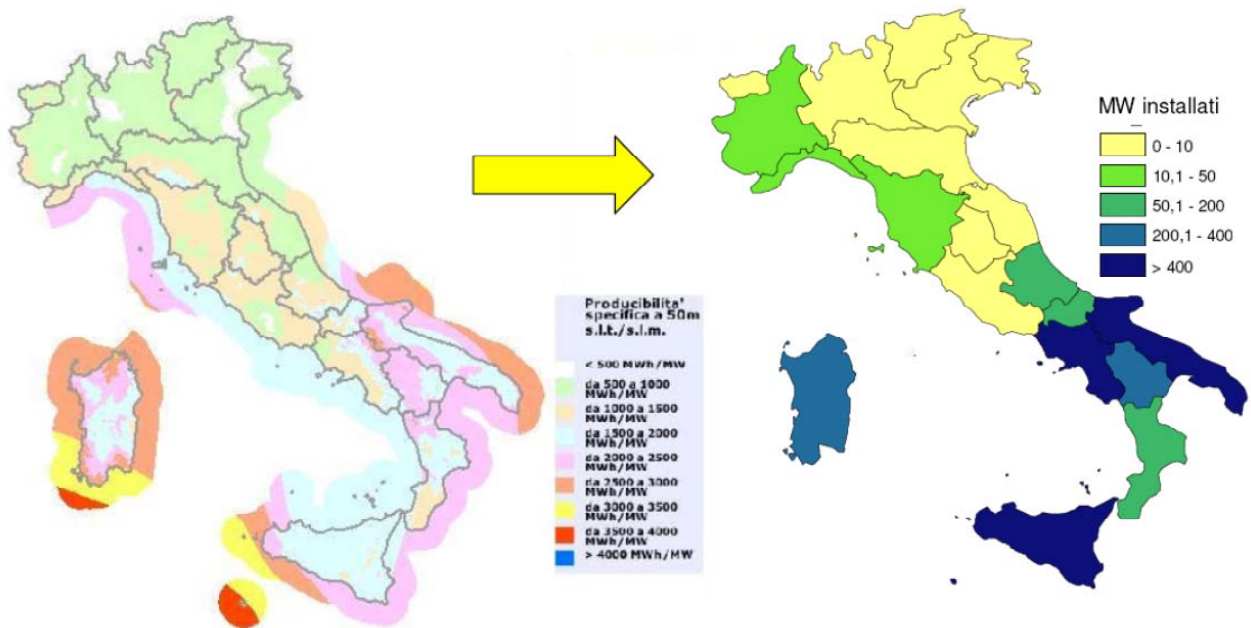 MW installati
0 - 10
10,1 - 50
50,1 - 200
200,1 - 400
> 400
Producibilita'
specifica a 50m
s.l.t./s.l.m.
< 500 MWh/MW
da 500 a 1000
MWh/MW
da 1000 a 1500
MWh/MW
da 1500 a 2000
MWh/MW
da 2000 a 2500
MWh/MW
da 2500 a 3000
MWh/MW
da 3000 a 3500
MWh/MW
da 3500 a 4000
MWh/MW
> 4000 MWh/MW